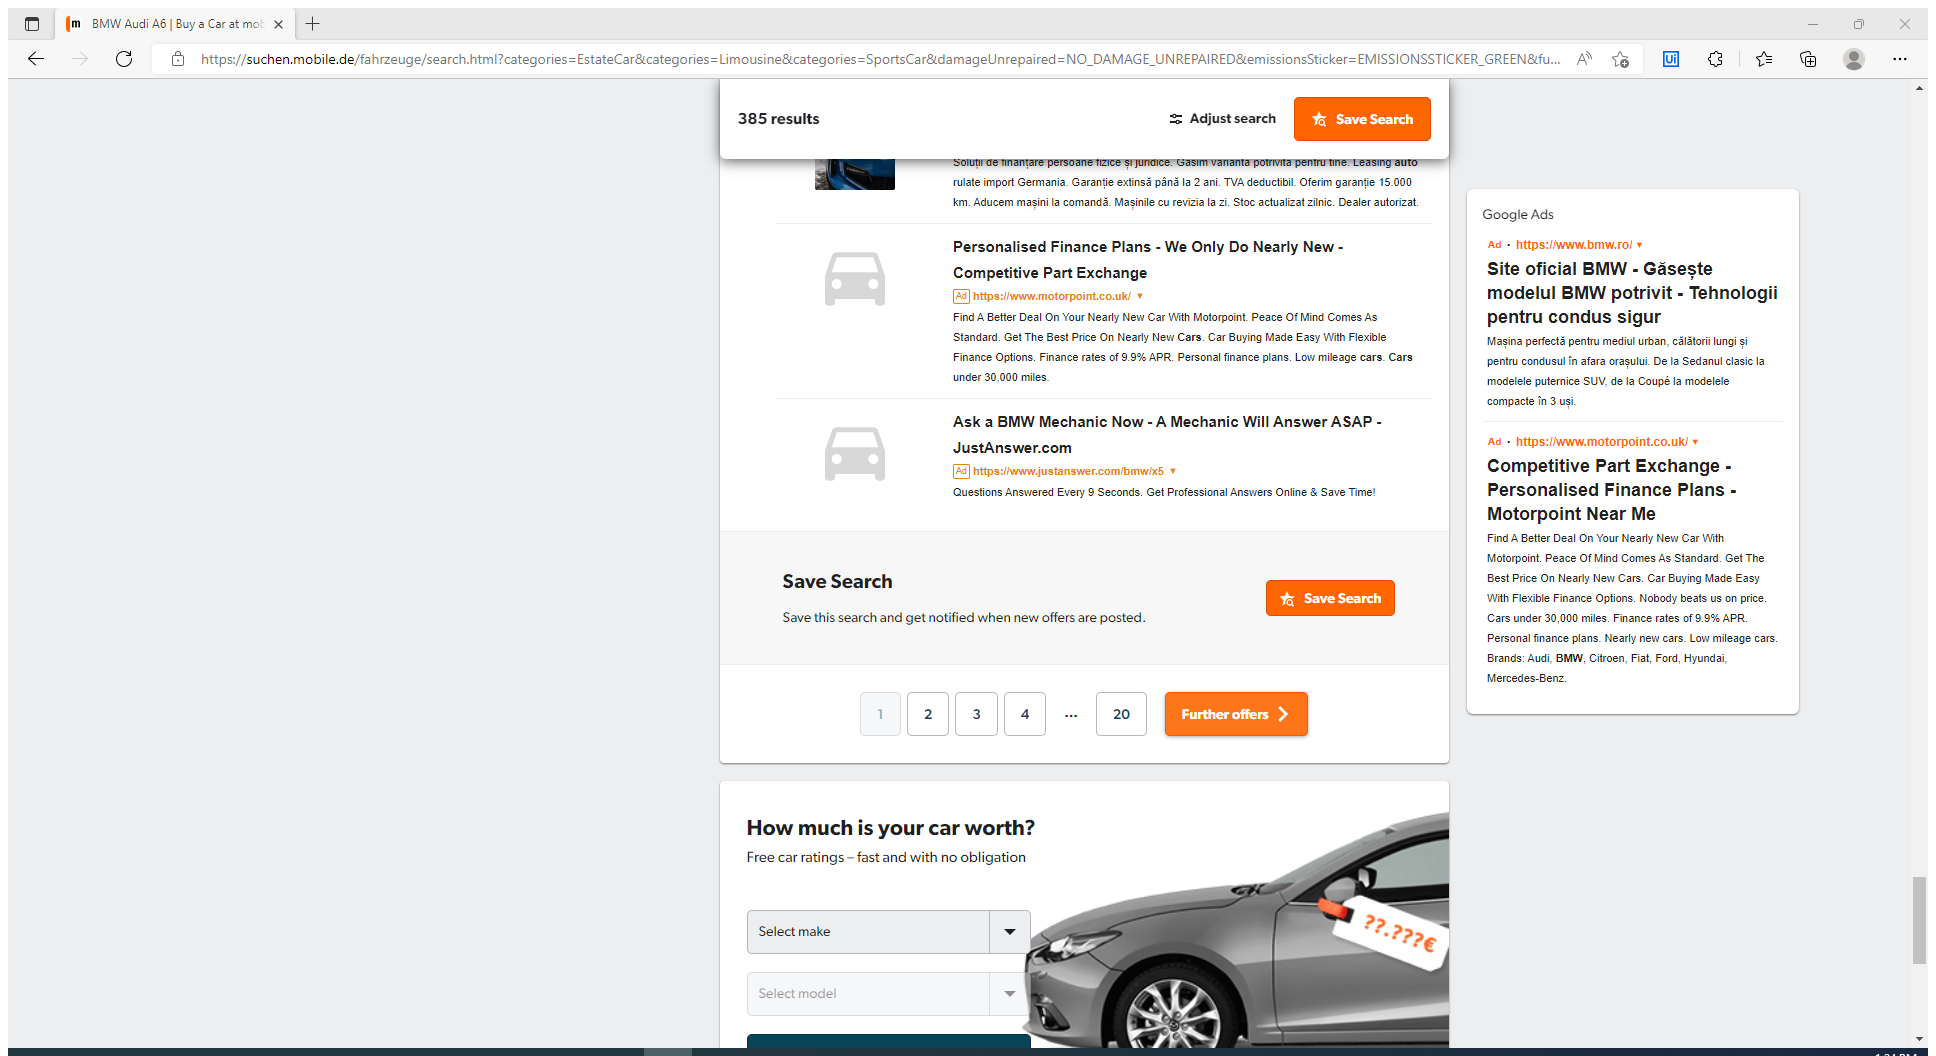 BMW Audi A6 | Buy a Car at mob
https://suchen.mobile.de/fahrzeuge/search.html?categories=EstateCar&categories=Limousine&categories=SportsCar&damageUnrepaired=NO_DAMAGE_UNREPAIRED&emissionsSticker=EMISSIONSSTICKER_GREEN&fu...
385 results
Adjust search
Save Search
Soluții de finanțare persoane fizice și juridice. Găsim varianta potrivită pentru tine. Leasing auto
rulate import Germania. Garanție extinsă până la 2 ani. TVA deductibil. Oferim garanție 15.000
km. Aducem mașini la comandă. Mașinile cu revizia la zi. Stoc actualizat zilnic. Dealer autorizat.
Personalised Finance Plans - We Only Do Nearly New -
Competitive Part Exchange
Ad https://www.motorpoint.co.uk/
Find A Better Deal On Your Nearly New Car With Motorpoint. Peace Of Mind Comes As
Standard. Get The Best Price On Nearly New Cars. Car Buying Made Easy With Flexible
Finance Options. Finance rates of 9.9% APR. Personal finance plans. Low mileage cars. Cars
under 30,000 miles.
Ask a BMW Mechanic Now - A Mechanic Will Answer ASAP -
JustAnswer.com
Ad https://www.justanswer.com/bmw/x5
Questions Answered Every 9 Seconds. Get Professional Answers Online & Save Time!
Save Search
Save this search and get notified when new offers are posted.
Save Search
1 2 3 4 ... 20 Further offers
How much is your car worth?
Free car ratings – fast and with no obligation
Select make
Select model
??.???€
Google Ads
Ad · https://www.bmw.ro/
Site oficial BMW - Găsește
modelul BMW potrivit - Tehnologii
pentru condus sigur
Mașina perfectă pentru mediul urban, călătorii lungi și
pentru condusul în afara orașului. De la Sedanul clasic la
modelele puternice SUV, de la Coupé la modelele
compacte în 3 uși.
Ad · https://www.motorpoint.co.uk/
Competitive Part Exchange -
Personalised Finance Plans -
Motorpoint Near Me
Find A Better Deal On Your Nearly New Car With
Motorpoint. Peace Of Mind Comes As Standard. Get The
Best Price On Nearly New Cars. Car Buying Made Easy
With Flexible Finance Options. Nobody beats us on price.
Cars under 30,000 miles. Finance rates of 9.9% APR.
Personal finance plans. Nearly new cars. Low mileage cars.
Brands: Audi, BMW, Citroen, Fiat, Ford, Hyundai,
Mercedes-Benz.